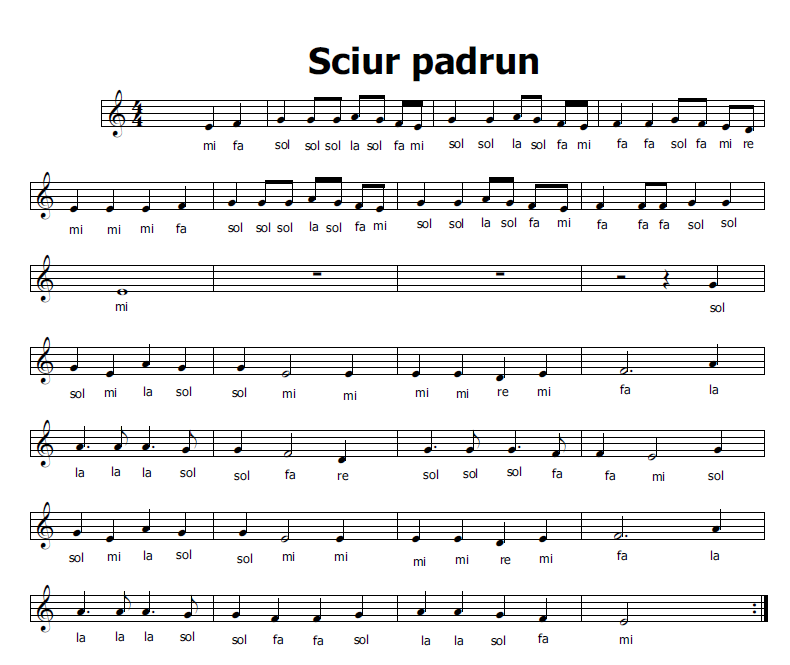 Sciur padrun
4
4
mi fa sol sol sol la sol fa mi sol sol la sol fa mi fa fa sol fa mi re
mi mi mi fa sol sol sol la sol fa mi sol sol la sol fa mi fa fa fa sol sol
mi sol
sol mi la sol sol mi mi mi mi re mi fa la
la la la sol sol fa re sol sol sol fa fa mi sol
sol mi la sol sol mi mi mi mi re mi fa la
la la la sol sol fa fa sol la la sol fa mi